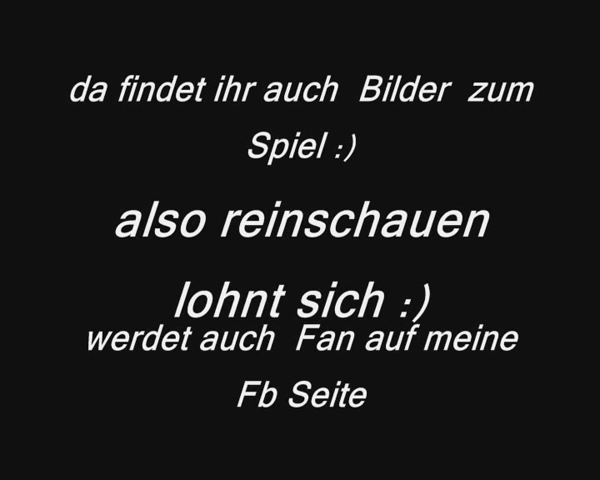 da findet ihr auch  Bilder  zum
Spiel :)
also reinschauen
lohnt sich :)
werdet auch  Fan auf meine
Fb Seite